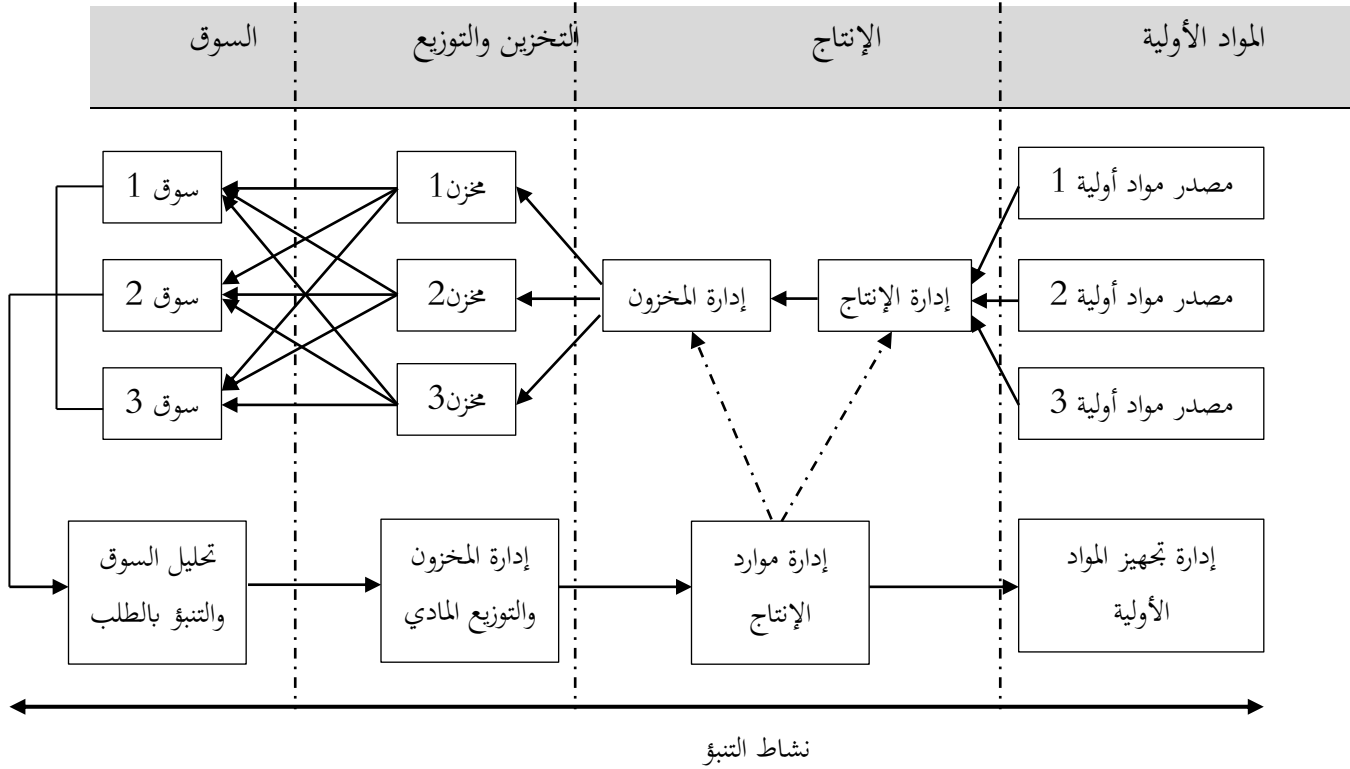 المواد الأولية
الإنتاج
التخزين والتوزيع
السوق
مصدر مواد أولية 1
مخزن1
سوق 1
مصدر مواد أولية 2
إدارة الإنتاج
إدارة المخزون
مخزن2
سوق 2
مصدر مواد أولية 3
مخزن3
سوق 3
إدارة تجهيز المواد
الأولية
إدارة موارد
الإنتاج
إدارة المخزون
والتوزيع المادي
تحليل السوق
والتنبؤ بالطلب
نشاط التنبؤ